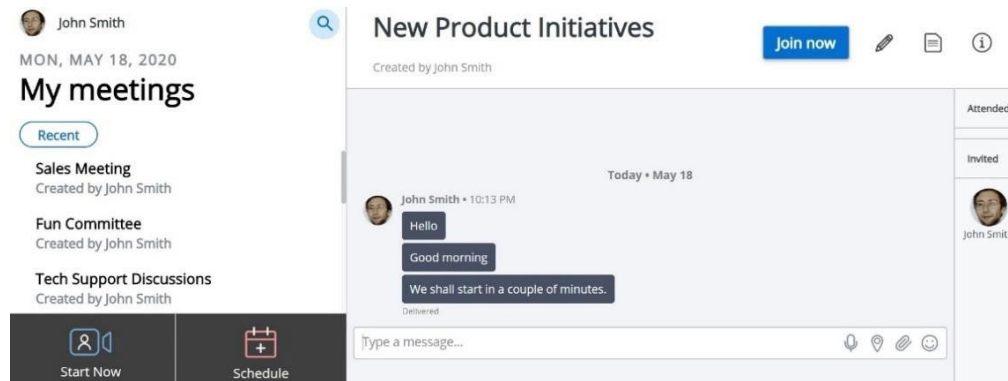 John Smith
MON, MAY 18, 2020
My meetings
Recent
Sales Meeting
Created by John Smith
Fun Committee
Created by John Smith
Tech Support Discussions
Created by John Smith
Start Now
Schedule
New Product Initiatives
Created by John Smith
Join now
Today • May 18
John Smith • 10:13 PM
Hello
Good morning
We shall start in a couple of minutes.
Delivered
Type a message...
Attended
Invited
John Smit